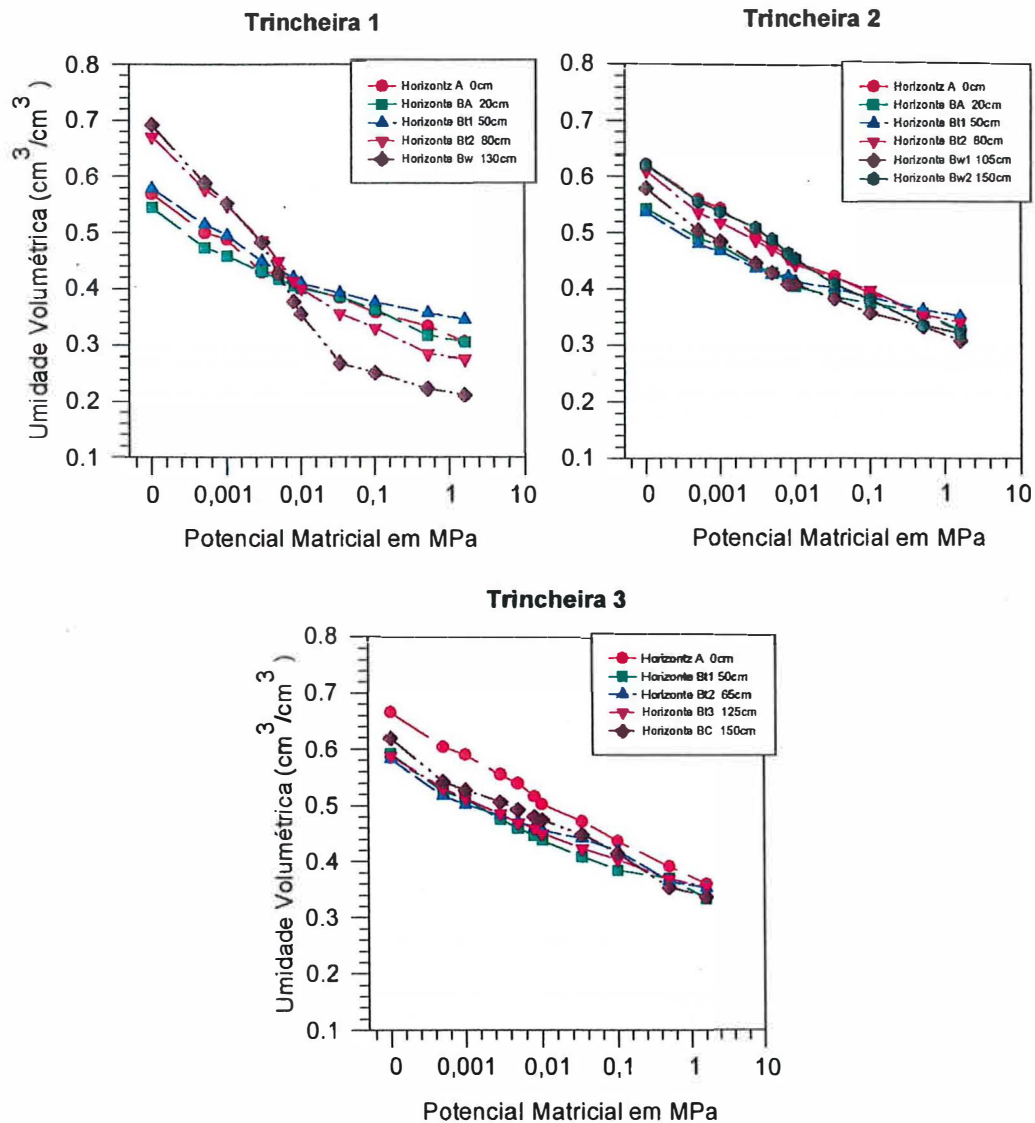 Trincheira 1
0.8
0.7
0.6
0.5
0.4
0.3
0.2
0.1
Umidade Volumétrica (cm³/cm³)
Horizontz A 0cm
Horizonte BA 20cm
Horizonte Bt1 50cm
Horizonte Bt2 80cm
Horizonte Bw 130cm
0
0,001
0,01
0,1
1
10
Potencial Matricial em MPa
Trincheira 2
0.8
0.7
0.6
0.5
0.4
0.3
0.2
0.1
Horizontz A 0cm
Horizonte BA 20cm
Horizonte Bt1 50cm
Horizonte Bt2 80cm
Horizonte Bw1 105cm
Horizonte Bw2 150cm
0
0,001
0,01
0,1
1
10
Potencial Matricial em MPa
Trincheira 3
0.8
0.7
0.6
0.5
0.4
0.3
0.2
0.1
Umidade Volumétrica (cm³/cm³)
Horizontz A 0cm
Horizonte Bt1 50cm
Horizonte Bt2 65cm
Horizonte Bt3 125cm
Horizonte BC 150cm
0
0,001
0,01
0,1
1
10
Potencial Matricial em MPa